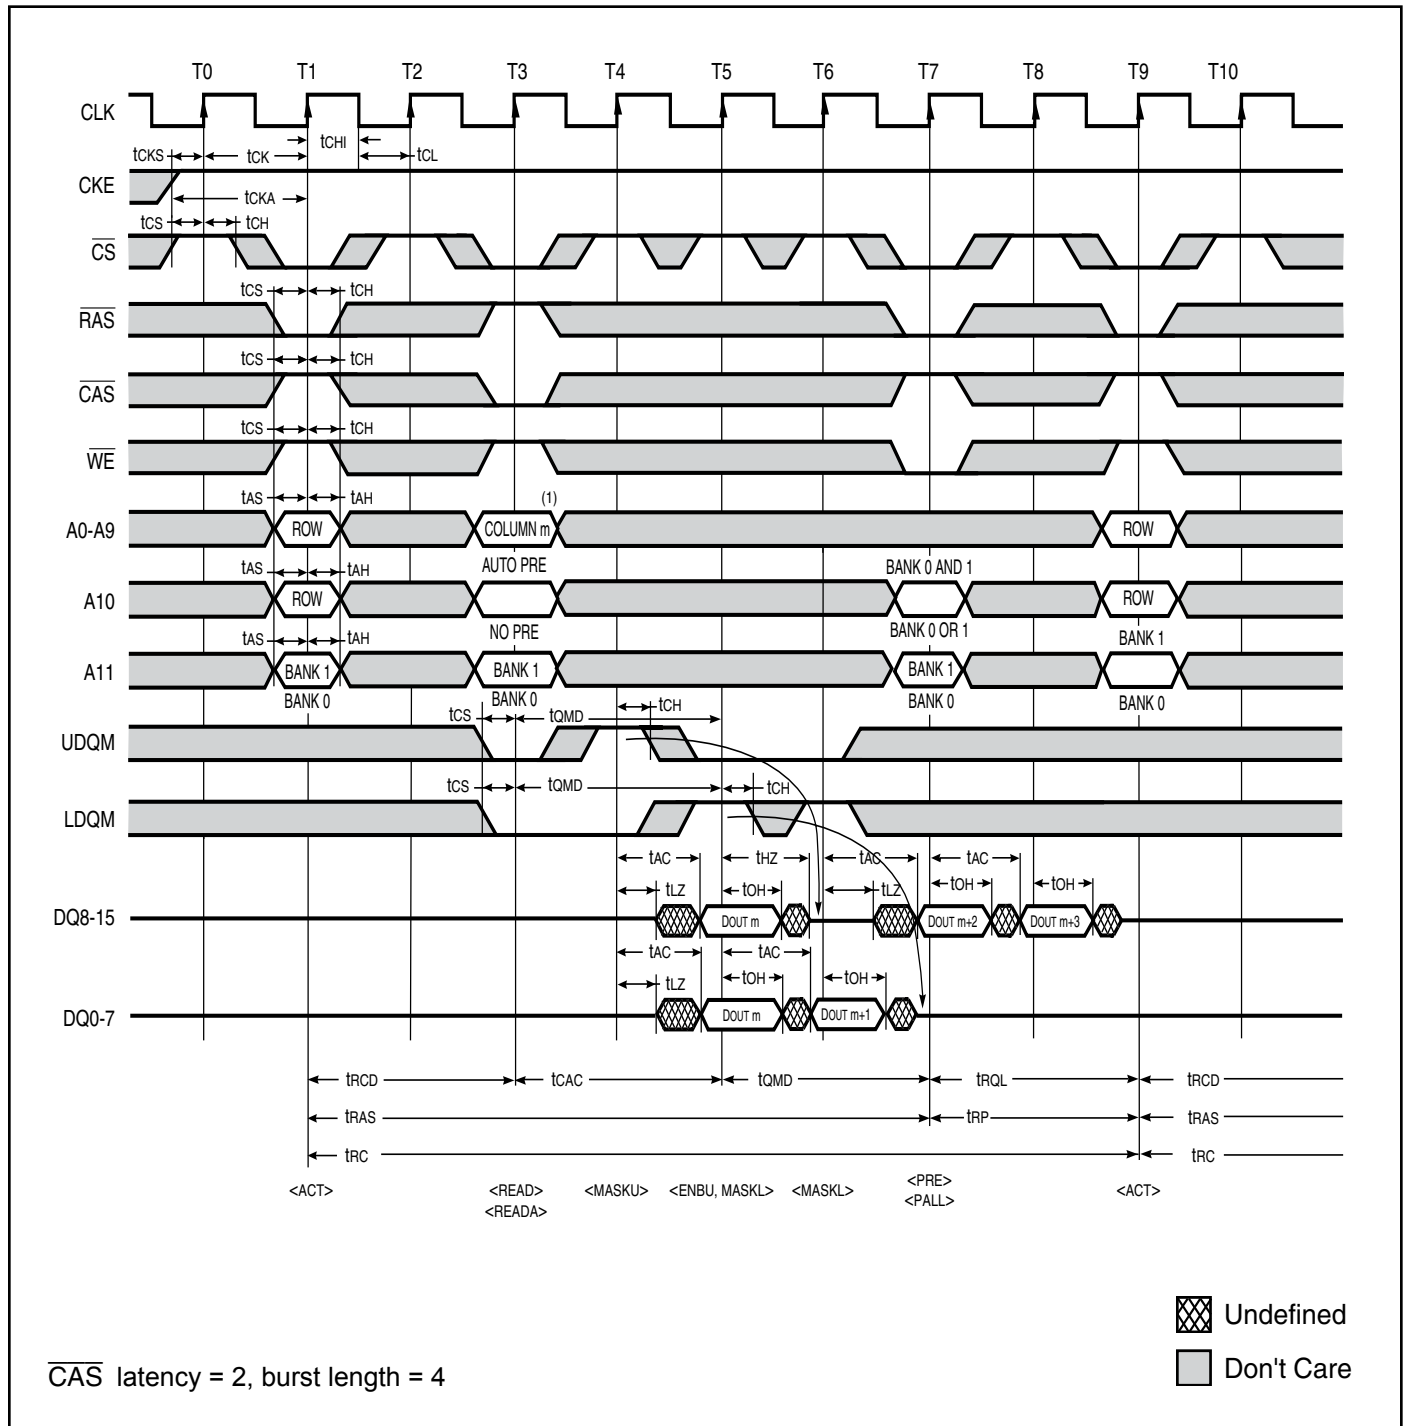 T0 T1 T2 T3 T4 T5 T6 T7 T8 T9 T10
CLK
tCHI
tCKS tCK tCL
CKE
tCKA
tCS tCH
CS
tCS tCH
RAS
tCS tCH
CAS
tCS tCH
WE
tAS tAH (1)
A0-A9 ROW COLUMN m ROW
tAS tAH AUTO PRE BANK 0 AND 1
A10 ROW ROW
tAS tAH NO PRE BANK 0 OR 1 BANK 1
A11 BANK 1 BANK 1 BANK 1
BANK 0 BANK 0 BANK 0 BANK 0
tCS tQMD tCH
UDQM
tCS tQMD tCH
LDQM
tAC tHZ tAC tAC
tLZ tOH tLZ tOH tOH
DQ8-15 DOUT m DOUT m+2 DOUT m+3
tAC tAC
tLZ tOH tOH
DQ0-7 DOUT m DOUT m+1
tRCD tCAC tQMD tRQL tRCD
tRAS tRP tRAS
tRC tRC
<ACT> <READ> <MASKU> <ENBU, MASKL> <MASKL> <PRE> <ACT>
<READA> <PALL>
Undefined
Don't Care
CAS latency = 2, burst length = 4